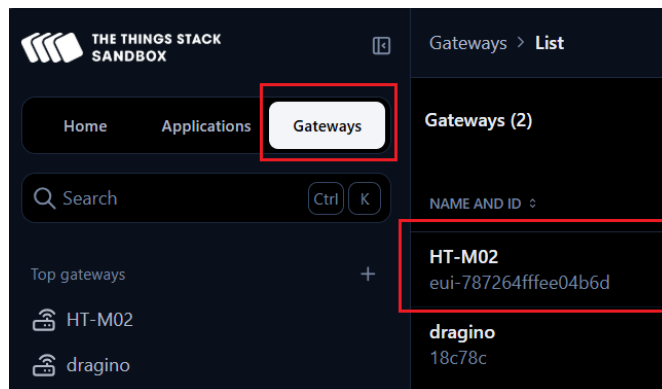 THE THINGS STACK
SANDBOX
Gateways > List
Home Applications Gateways
Gateways (2)
Search Ctrl K
NAME AND ID
Top gateways +
HT-M02
eui-787264fffee04b6d
HT-M02
dragino
18c78c
dragino